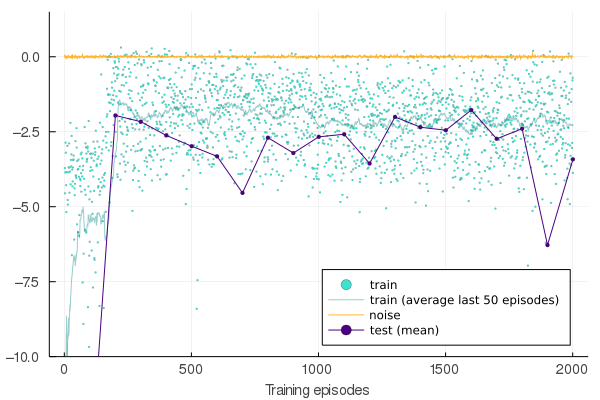 0.0
−2.5
−5.0
−7.5
−10.0
0 500 1000 1500 2000
Training episodes
train
train (average last 50 episodes)
noise
test (mean)